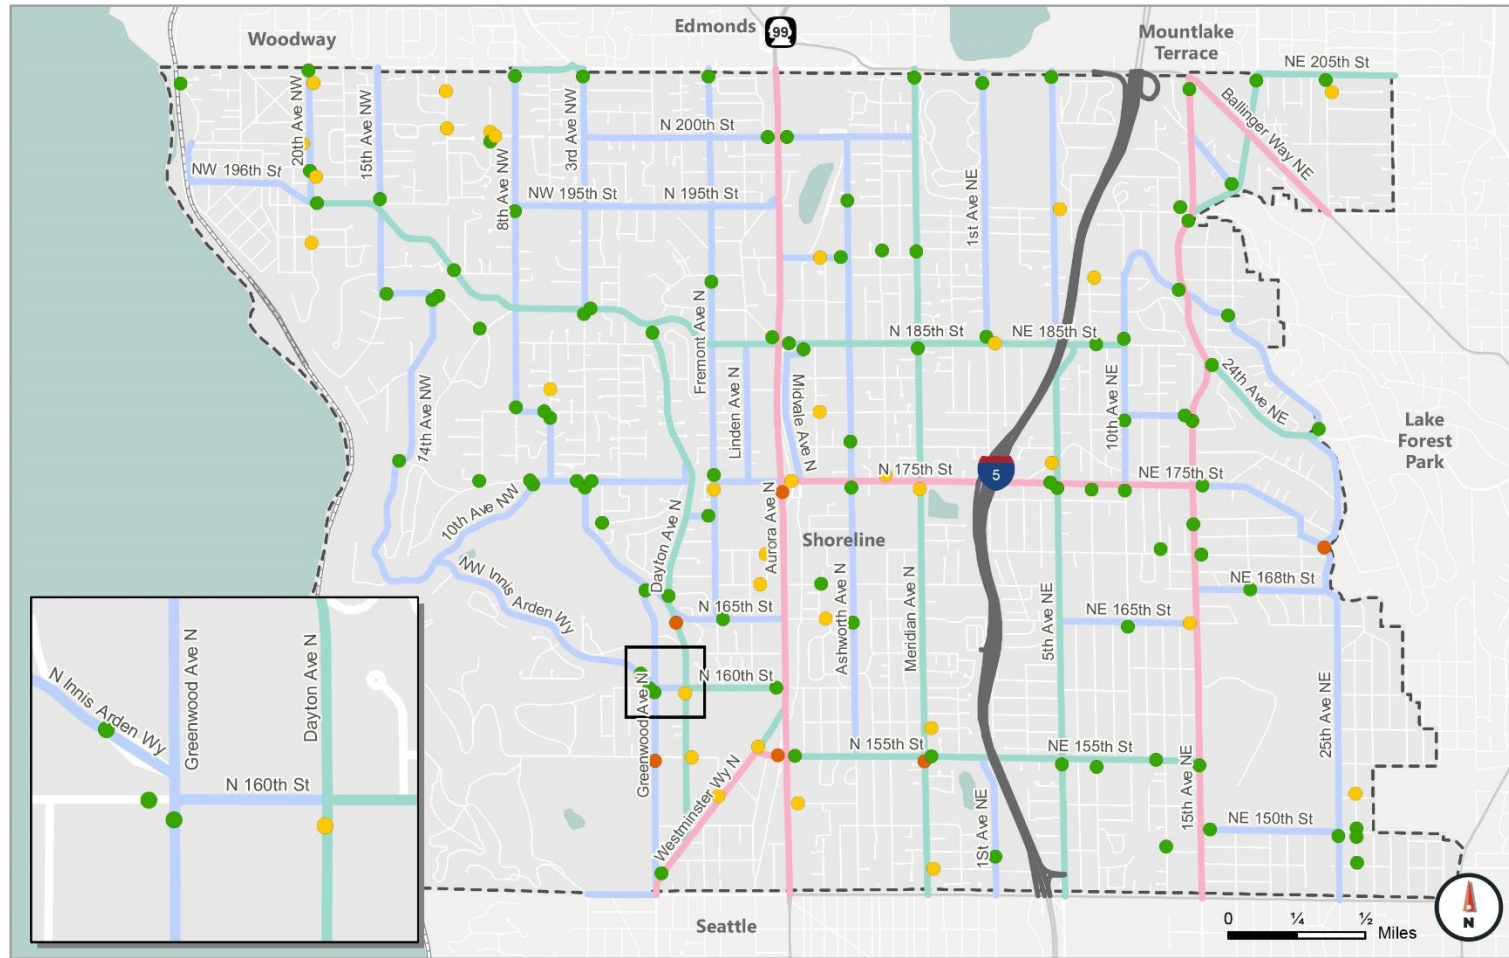 Woodway
Edmonds
99
Mountlake
Terrace
NE 205th St
20th Ave NW
15th Ave NW
8th Ave NW
3rd Ave NW
N 200th St
Ballinger Way NE
NW 196th St
NW 195th St
N 195th St
1st Ave NE
Fremont Ave N
N 185th St
NE 185th St
14th Ave NW
Linden Ave N
Midvale Ave N
10th Ave NE
24th Ave NE
Lake
Forest
Park
N 175th St
5
NE 175th St
10th Ave NW
Dayton Ave N
Aurora Ave N
Shoreline
NW Innis Arden Wy
N 165th St
Ashworth Ave N
Meridian Ave N
5th Ave NE
NE 165th St
NE 168th St
N 160th St
Greenwood Ave N
N 155th St
NE 155th St
25th Ave NE
15th Ave NE
Westminster Wy N
1St Ave NE
NE 150th St
N Innis Arden Wy
Greenwood Ave N
Dayton Ave N
N 160th St
Seattle
0 ¼ ½
Miles
N